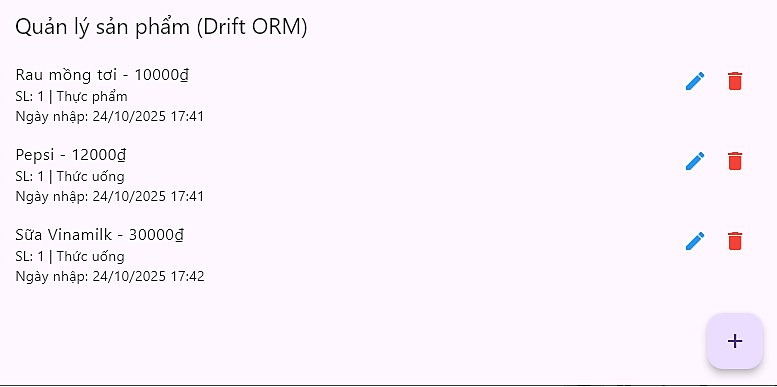 Quản lý sản phẩm (Drift ORM)
Rau mồng tơi - 10000₫
SL: 1 | Thực phẩm
Ngày nhập: 24/10/2025 17:41
Pepsi - 12000₫
SL: 1 | Thức uống
Ngày nhập: 24/10/2025 17:41
Sữa Vinamilk - 30000₫
SL: 1 | Thức uống
Ngày nhập: 24/10/2025 17:42